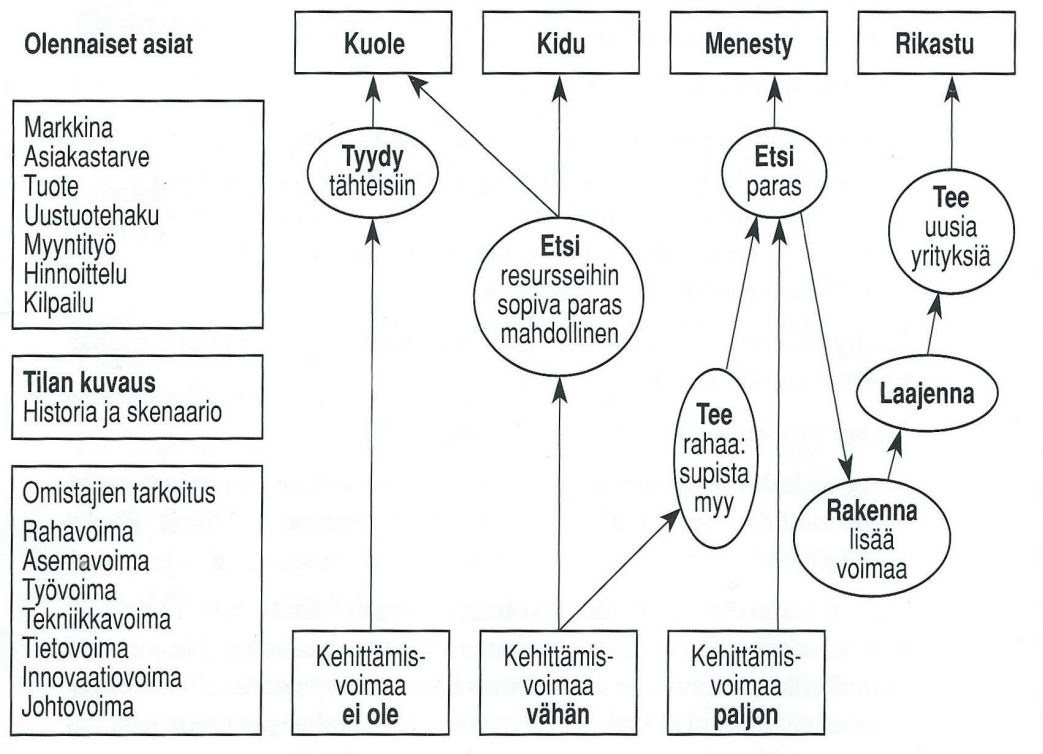 Olennaiset asiat
Kuole
Kidu
Menesty
Rikastu
Markkina
Asiakastarve
Tuote
Uustuotehaku
Myyntityö
Hinnoittelu
Kilpailu
Tyydy
tähteisiin
Etsi
resursseihin
sopiva paras
mahdollinen
Etsi
paras
Tee
uusia
yrityksiä
Tilan kuvaus
Historia ja skenaario
Tee
rahaa:
supista
myy
Laajenna
Rakenna
lisää
voimaa
Omistajien tarkoitus
Rahavoima
Asemavoima
Työvoima
Tekniikkavoima
Tietovoima
Innovaatiovoima
Johtovoima
Kehittämis-
voimaa
ei ole
Kehittämis-
voimaa
vähän
Kehittämis-
voimaa
paljon